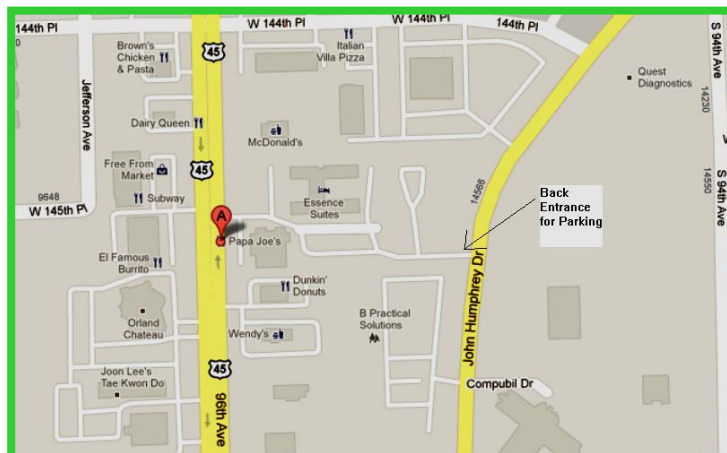 144th Pl
W 144th Pl
W 144th Pl
144th Pl
S 94th Ave
45
Brown's
Chicken
& Pasta
Italian
Villa Pizza
Quest
Diagnostics
Jefferson Ave
14230
Dairy Queen
McDonald's
45
Free From
Market
Subway
9648
W 145th Pl
Essence
Suites
14566
14550
S 94th Ave
Back
Entrance
for Parking
A
Papa Joe's
El Famous
Burrito
Dunkin'
Donuts
John Humphrey Dr
B Practical
Solutions
Orland
Chateau
Wendy's
45
Joon Lee's
Tae Kwon Do
96th Ave
Compubil Dr